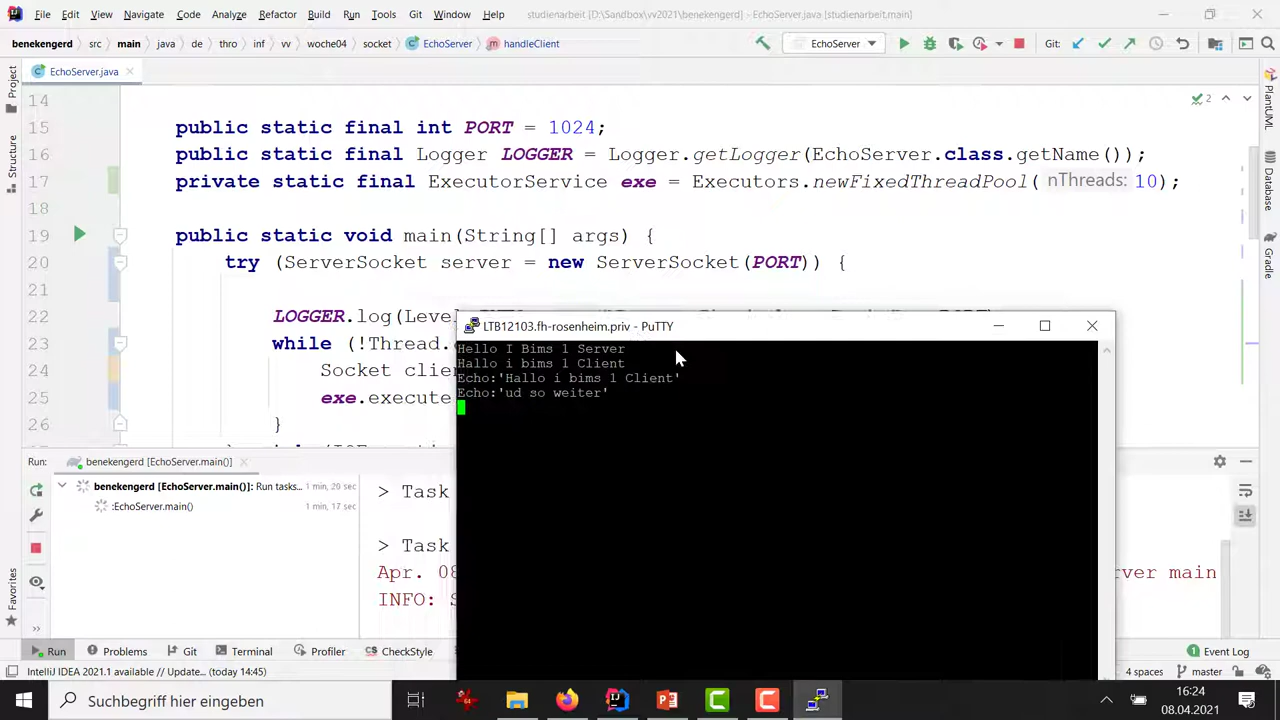 File Edit View Navigate Code Analyze Refactor Build Run Tools Git Window Help studienarbeit [D:\Sandbox\vv2021\benekengerd] - EchoServer.java [studienarbeit.main]
benekengerd src main java de thro inf vv woche04 socket EchoServer handleClient EchoServer Git:
EchoServer.java
Project
Structure
Favorites
PlantUML
Database
Gradle
14
2
15 public static final int PORT = 1024;
16 public static final Logger LOGGER = Logger.getLogger(EchoServer.class.getName());
17 private static final ExecutorService exe = Executors.newFixedThreadPool( nThreads: 10);
18
19 public static void main(String[] args) {
20 try (ServerSocket server = new ServerSocket(PORT)) {
21
22 LOGGER.log(Level
23 while (!Thread.
24 Socket clie
25 exe.execute
26 }
LTB12103.fh-rosenheim.priv - PuTTY
Hello I Bims 1 Server
Hallo i bims 1 Client
Echo:'Hallo i bims 1 Client'
Echo:'ud so weiter'
Run: benekengerd [EchoServer.main()]
benekengerd [EchoServer.main()]: Run tasks... 1 min, 20 sec
:EchoServer.main() 1 min, 17 sec
> Task
> Task
Apr. 08
rver main
INFO: S
Run Problems Git Terminal Profiler CheckStyle Event Log
IntelliJ IDEA 2021.1 available // Update... (today 14:45) 4 spaces master
Suchbegriff hier eingeben
16:24
08.04.2021